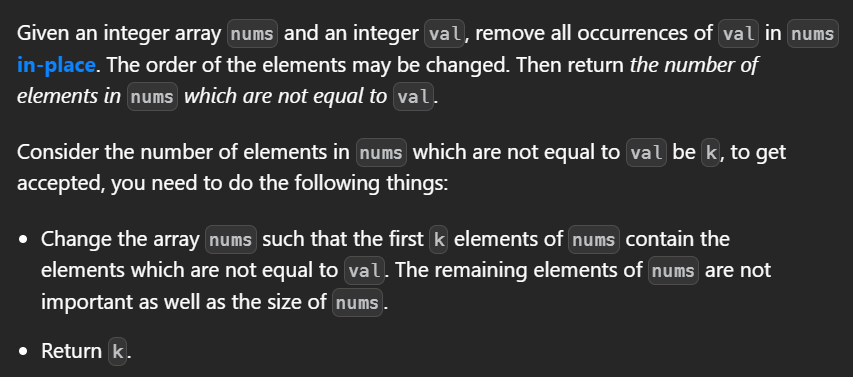 Given an integer array nums and an integer val, remove all occurrences of val in nums
in-place. The order of the elements may be changed. Then return the number of
elements in nums which are not equal to val.
Consider the number of elements in nums which are not equal to val be k, to get
accepted, you need to do the following things:
• Change the array nums such that the first k elements of nums contain the
elements which are not equal to val. The remaining elements of nums are not
important as well as the size of nums.
• Return k.